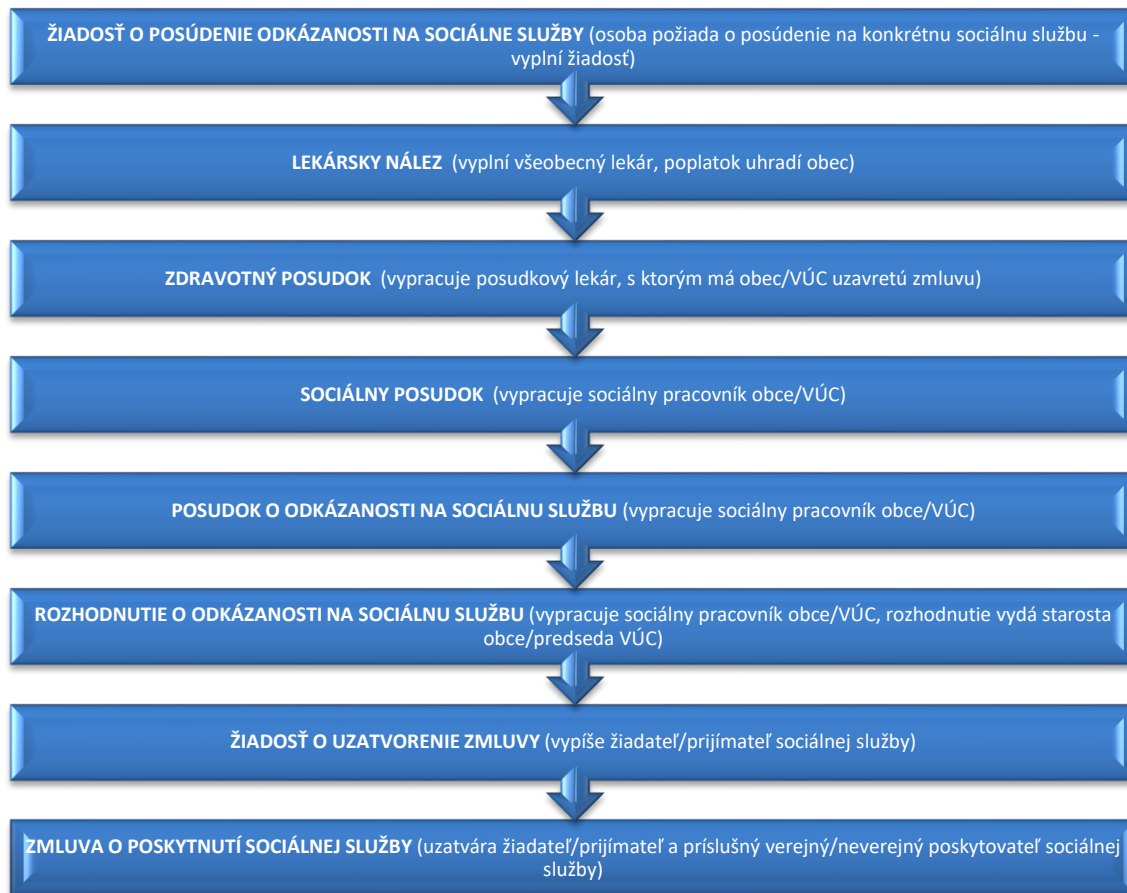 ŽIADOSŤ O POSÚDENIE ODKÁZANOSTI NA SOCIÁLNE SLUŽBY (osoba požiada o posúdenie na konkrétnu sociálnu službu -
vyplní žiadosť)
LEKÁRSKY NÁLEZ (vyplní všeobecný lekár, poplatok uhradí obec)
ZDRAVOTNÝ POSUDOK (vypracuje posudkový lekár, s ktorým má obec/VÚC uzavretú zmluvu)
SOCIÁLNY POSUDOK (vypracuje sociálny pracovník obce/VÚC)
POSUDOK O ODKÁZANOSTI NA SOCIÁLNU SLUŽBU (vypracuje sociálny pracovník obce/VÚC)
ROZHODNUTIE O ODKÁZANOSTI NA SOCIÁLNU SLUŽBU (vypracuje sociálny pracovník obce/VÚC, rozhodnutie vydá starosta
obce/predseda VÚC)
ŽIADOSŤ O UZATVORENIE ZMLUVY (vypíše žiadateľ/prijímateľ sociálnej služby)
ZMLUVA O POSKYTNUTÍ SOCIÁLNEJ SLUŽBY (uzatvára žiadateľ/prijímateľ a príslušný verejný/neverejný poskytovateľ sociálnej
služby)